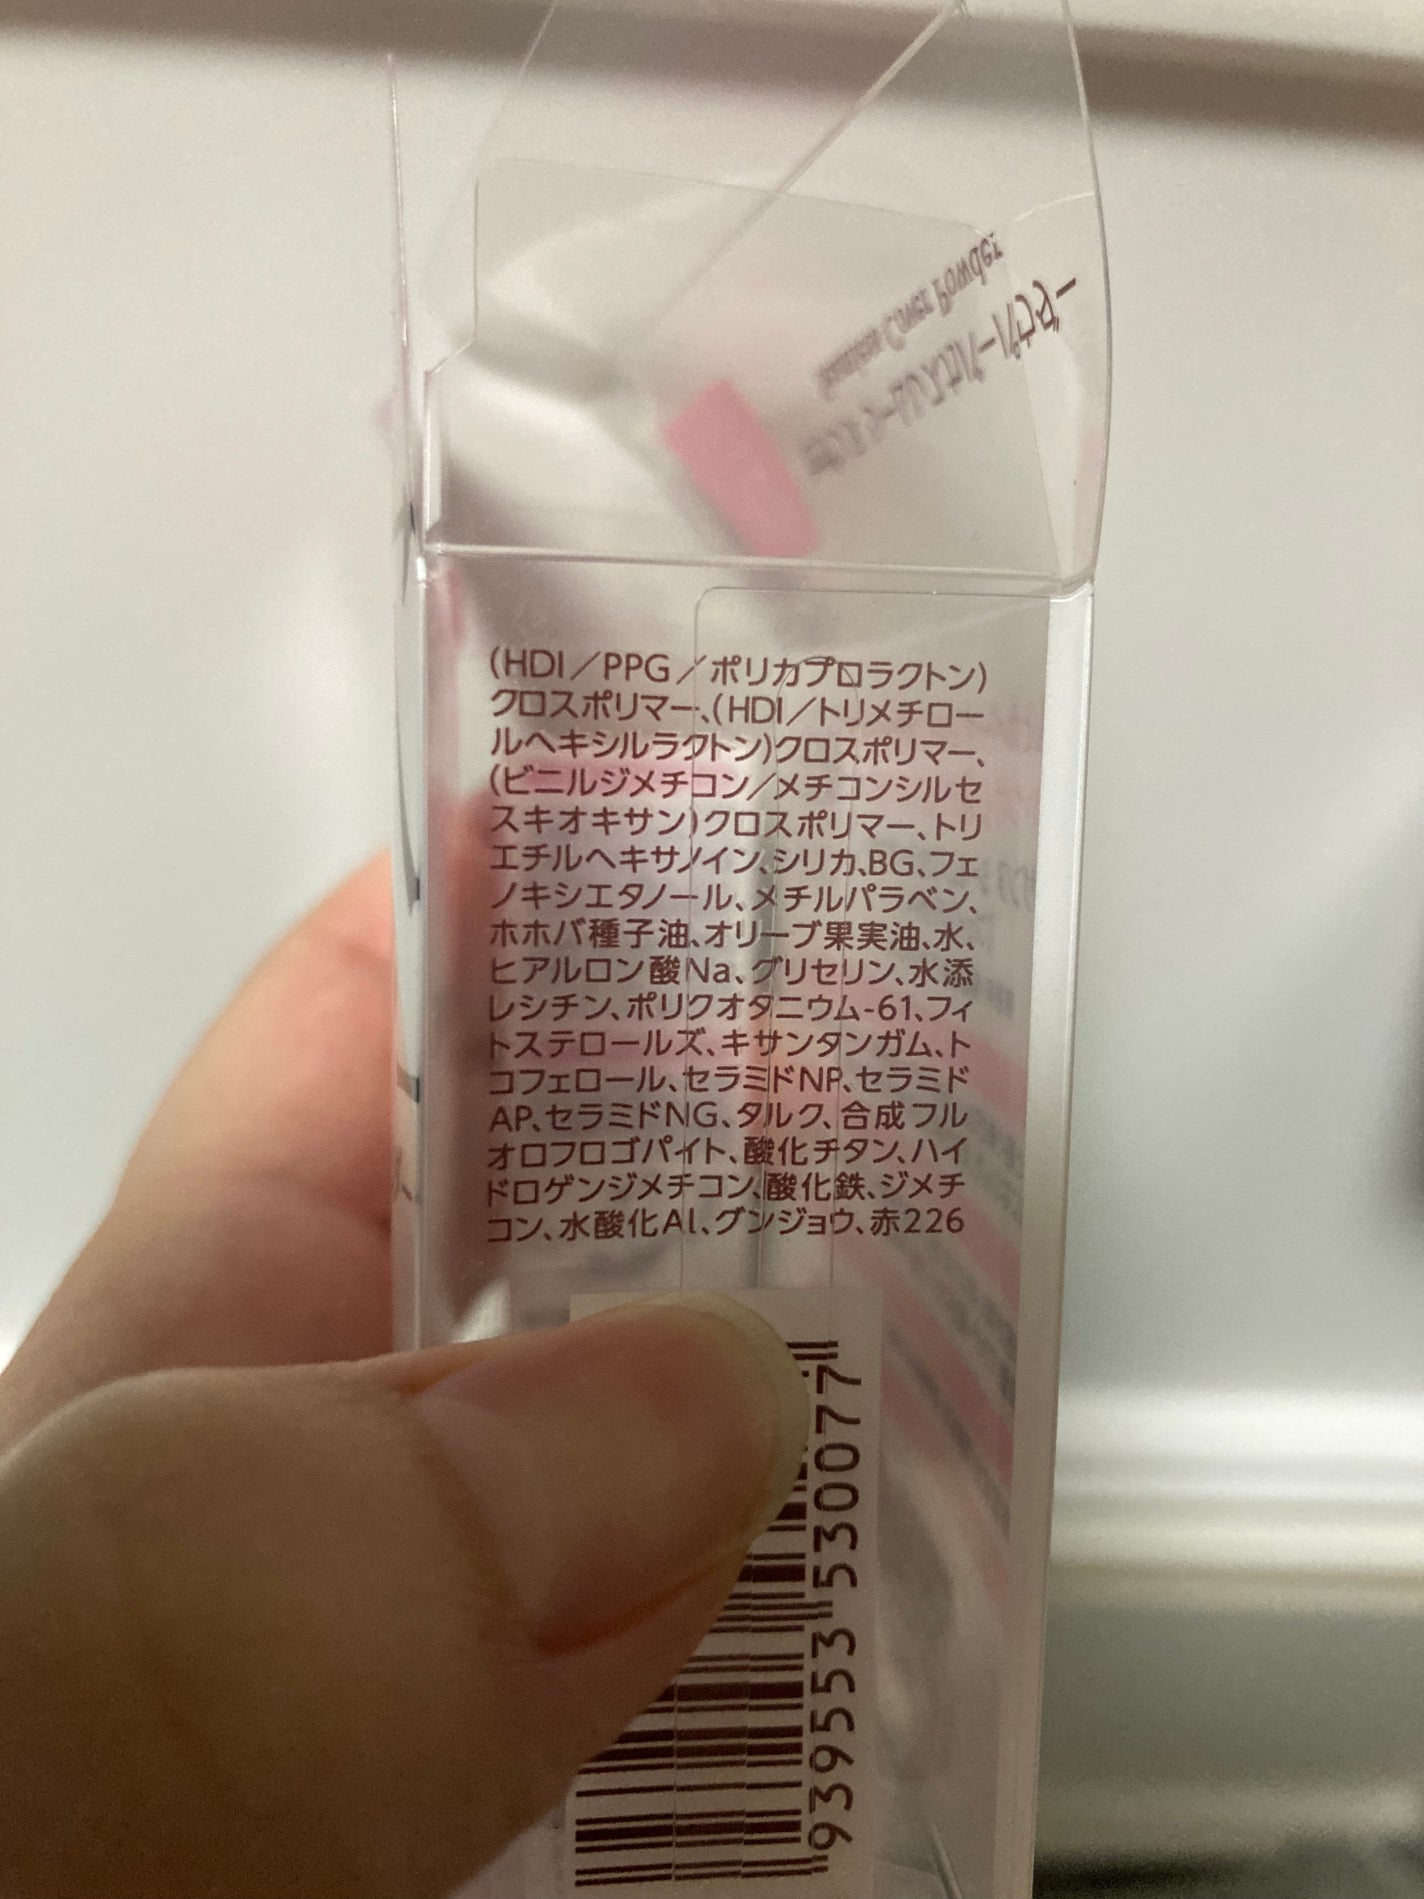 (HDI／PPG／ポリカプロラクトン)
クロスポリマー、(HDI／トリメチロー
ルヘキシルラクトン)クロスポリマー、
(ビニルジメチコン／メチコンシルセ
スキオキサン)クロスポリマー、トリ
エチルヘキサノイン、シリカ、BG、フェ
ノキシエタノール、メチルパラベン、
ホホバ種子油、オリーブ果実油、水、
ヒアルロン酸Na、グリセリン、水添
レシチン、ポリクオタニウム-61、フィ
トステロールズ、キサンタンガム、ト
コフェロール、セラミドNP、セラミド
AP、セラミドNG、タルク、合成フル
オロフロゴパイト、酸化チタン、ハイ
ドロゲンジメチコン、酸化鉄、ジメチ
コン、水酸化Al、グンジョウ、赤226
939553 530077